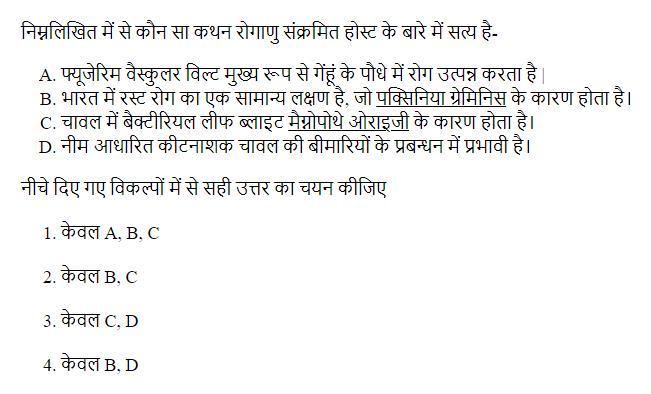 निम्नलिखित में से कौन सा कथन रोगाणु संक्रमित होस्ट के बारे में सत्य है-
A. फ्यूजेरिम वैस्कुलर विल्ट मुख्य रूप से गेंहूं के पौधे में रोग उत्पन्न करता है |
B. भारत में रस्ट रोग का एक सामान्य लक्षण है, जो पक्सिनिया ग्रेमिनिस के कारण होता है।
C. चावल में बैक्टीरियल लीफ ब्लाइट मैग्नोपोथे ओराइजी के कारण होता है।
D. नीम आधारित कीटनाशक चावल की बीमारियों के प्रबन्धन में प्रभावी है।
नीचे दिए गए विकल्पों में से सही उत्तर का चयन कीजिए
1. केवल A, B, C
2. केवल B, C
3. केवल C, D
4. केवल B, D